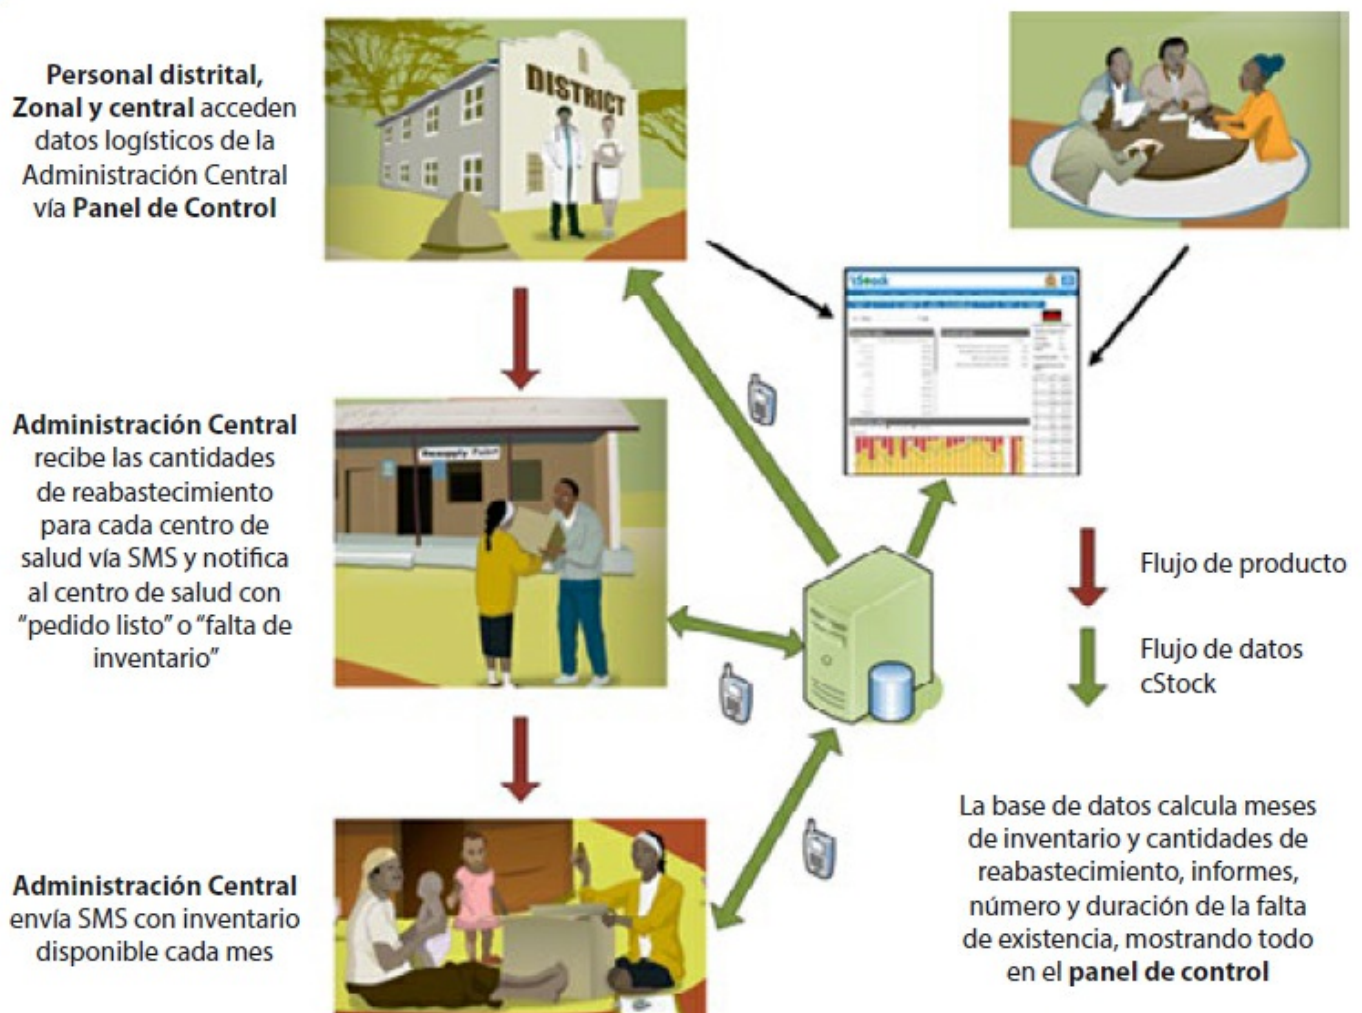 Personal distrital,
Zonal y central acceden
datos logísticos de la
Administración Central
vía Panel de Control
DISTRICT
cStock
Administración Central
recibe las cantidades
de reabastecimiento
para cada centro de
salud vía SMS y notifica
al centro de salud con
“pedido listo” o “falta de
inventario”
Resupply Point
Flujo de producto
Flujo de datos
cStock
Administración Central
envía SMS con inventario
disponible cada mes
La base de datos calcula meses
de inventario y cantidades de
reabastecimiento, informes,
número y duración de la falta
de existencia, mostrando todo
en el panel de control